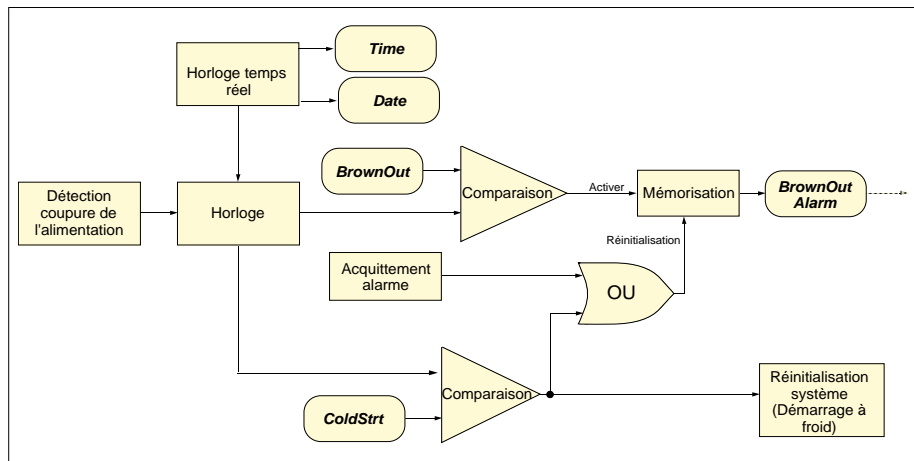 Time
Horloge temps
réel
Date
BrownOut
Comparaison
Activer
Mémorisation
BrownOut
Alarm
Détection
coupure de
l'alimentation
Horloge
Réinitialisation
Acquittement
alarme
OU
Comparaison
Réinitialisation
système
(Démarrage à
froid)
ColdStrt